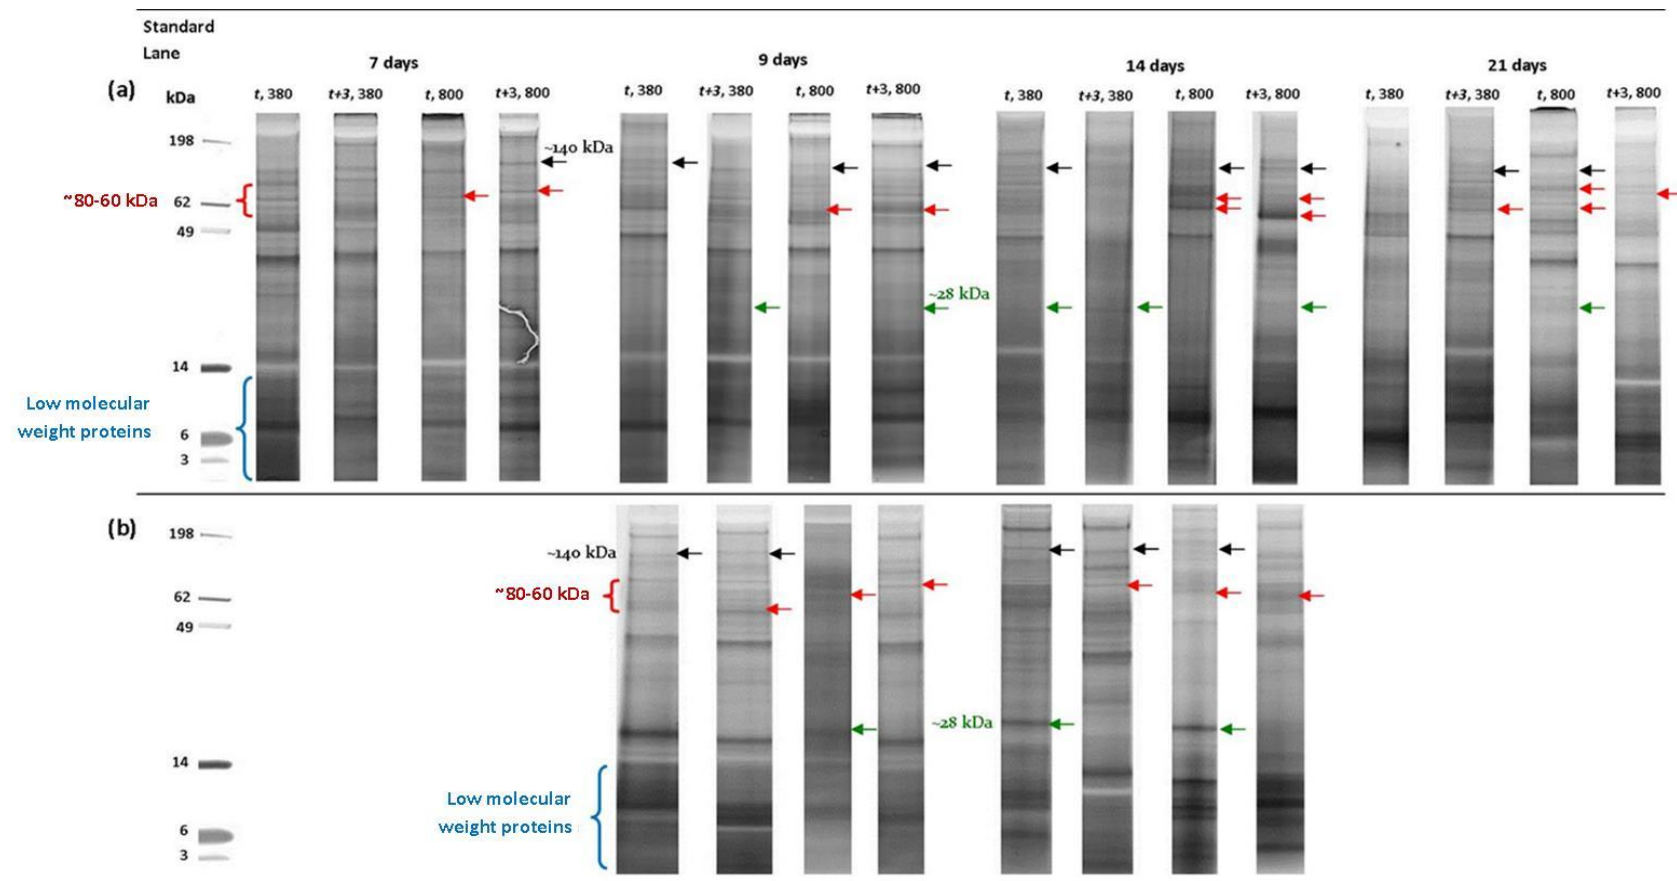 Standard
Lane
7 days
9 days
14 days
21 days
(a)
kDa
t, 380
t+3, 380
t, 800
t+3, 800
t, 380
t+3, 380
t, 800
t+3, 800
t, 380
t+3, 380
t, 800
t+3, 800
t, 380
t+3, 380
t, 800
t+3, 800
198
~140 kDa
~80-60 kDa
62
49
~28 kDa
14
Low molecular
weight proteins
6
3
(b)
198
~140 kDa
~80-60 kDa
62
49
~28 kDa
14
Low molecular
weight proteins
6
3